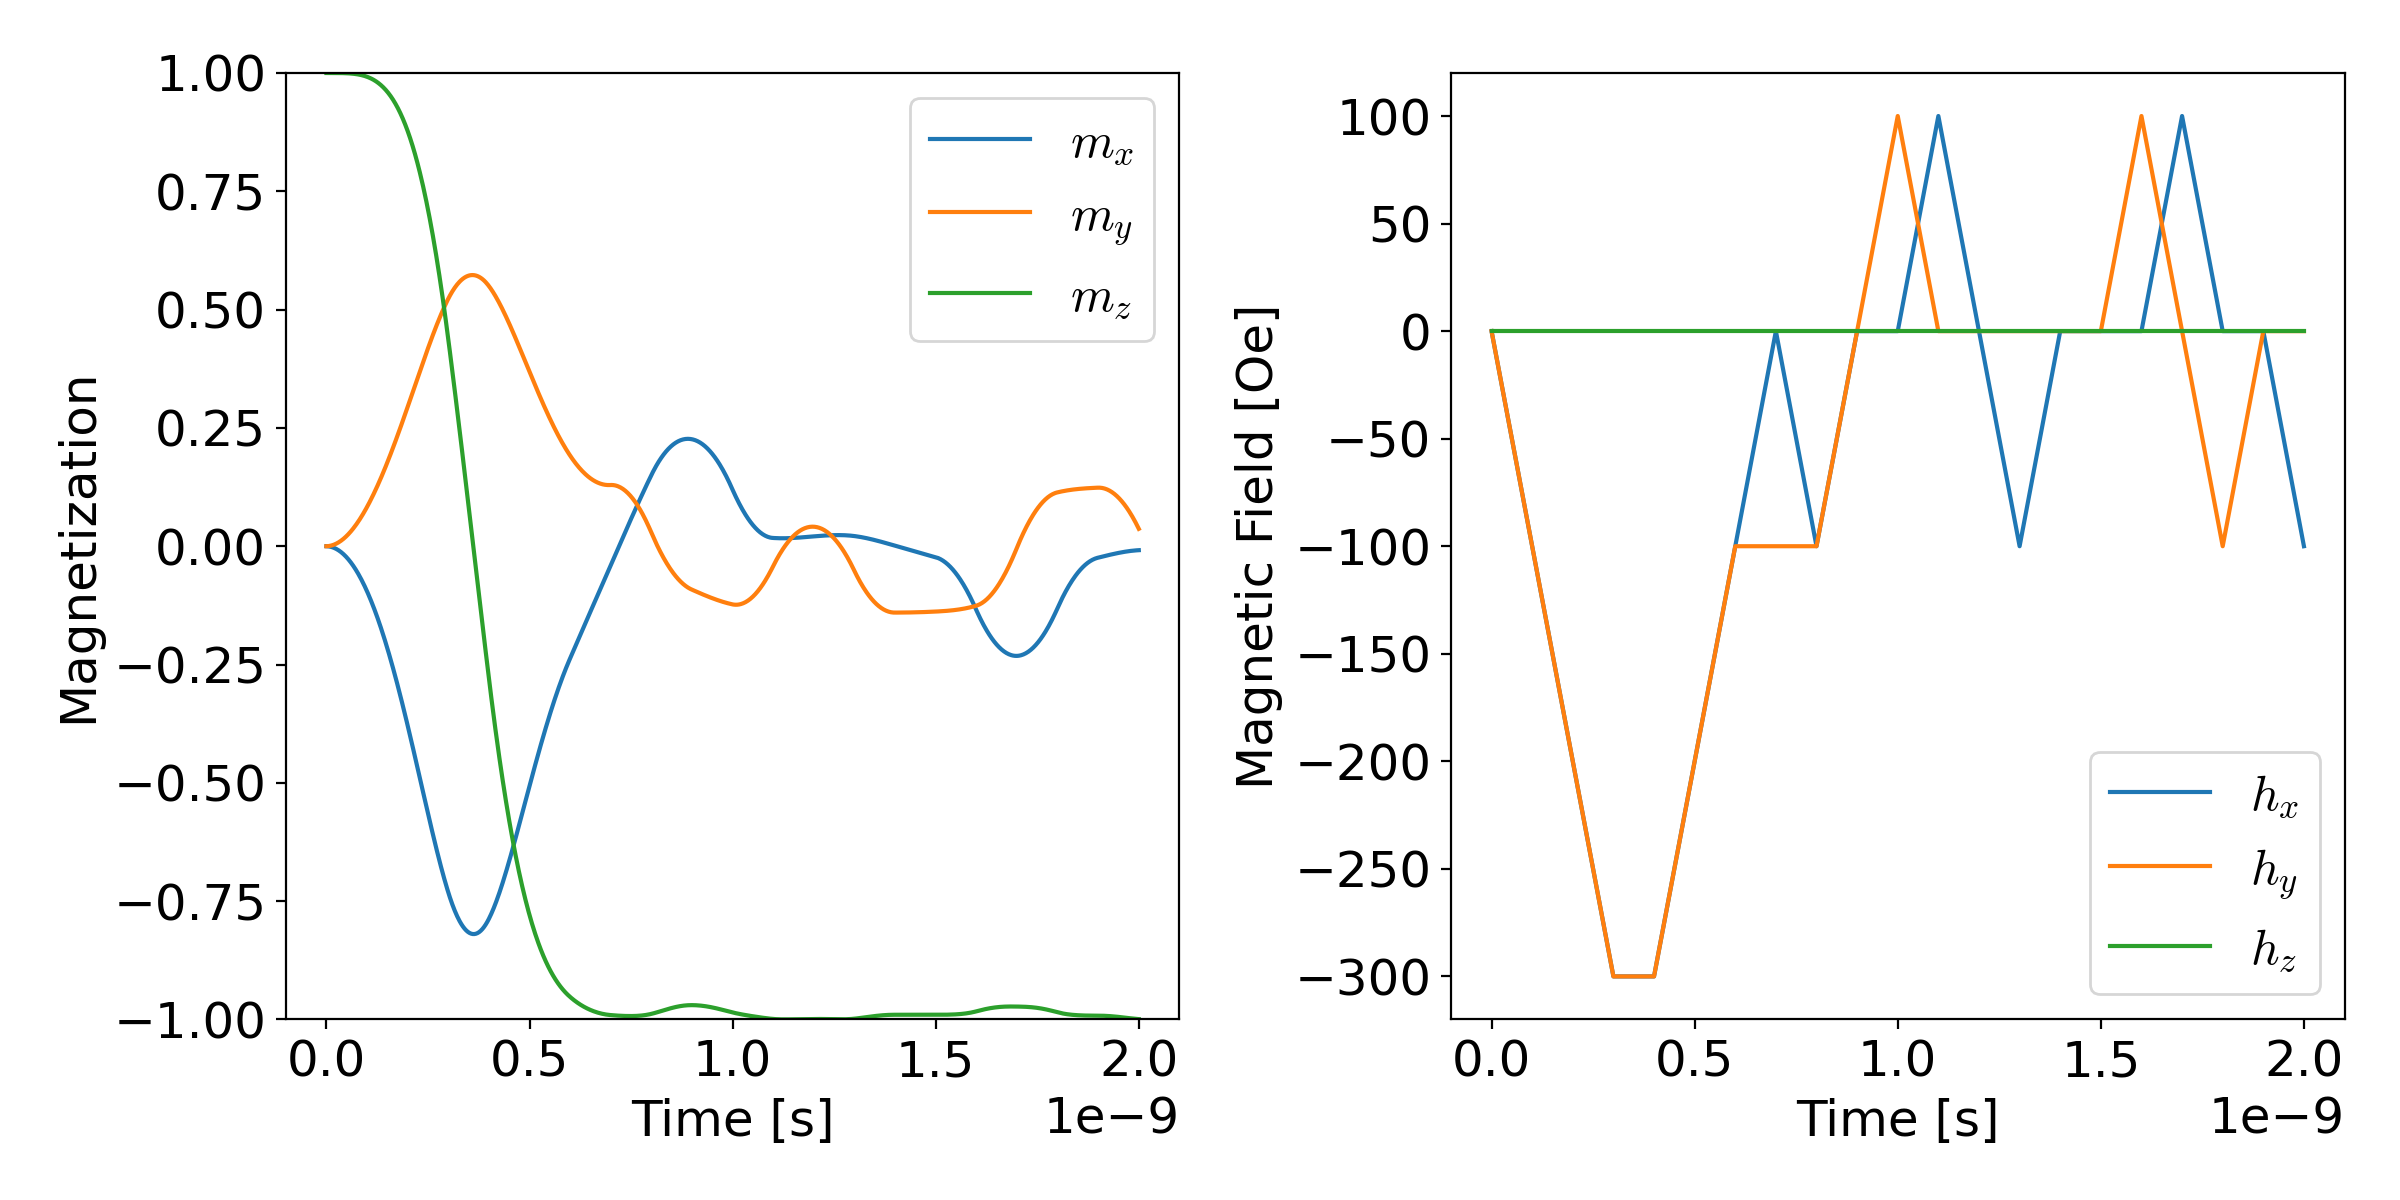 1.00
0.75
0.50
0.25
0.00
−0.25
−0.50
−0.75
−1.00
Magnetization
0.0 0.5 1.0 1.5 2.0
Time [s]
1e−9
m_x
m_y
m_z
100
50
0
−50
−100
−150
−200
−250
−300
Magnetic Field [Oe]
0.0 0.5 1.0 1.5 2.0
Time [s]
1e−9
h_x
h_y
h_z